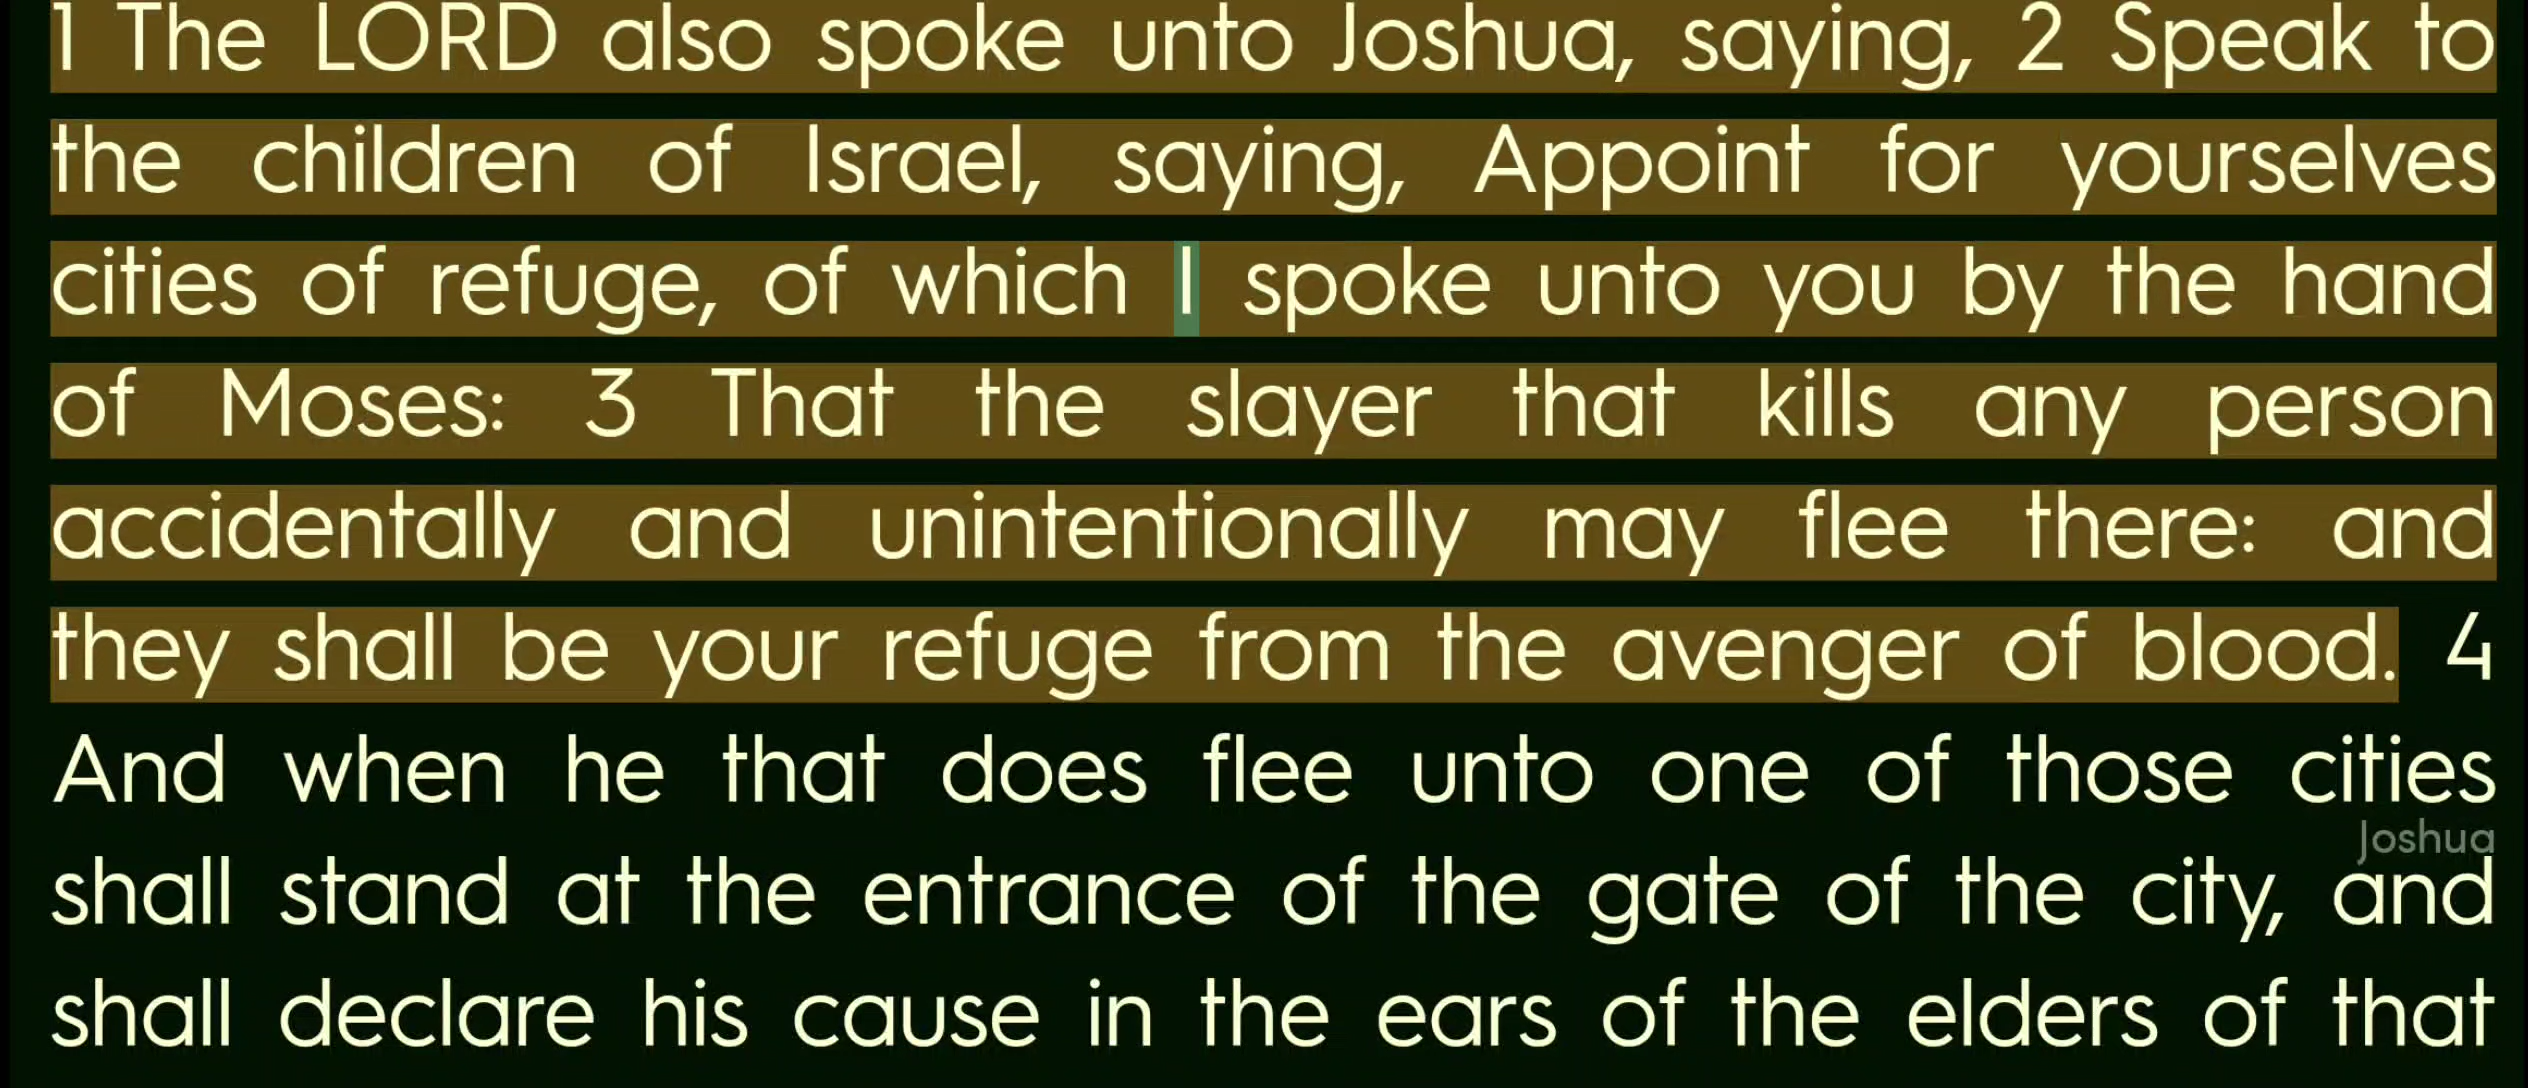 1 The LORD also spoke unto Joshua, saying, 2 Speak to
the children of Israel, saying, Appoint for yourselves
cities of refuge, of which I spoke unto you by the hand
of Moses: 3 That the slayer that kills any person
accidentally and unintentionally may flee there: and
they shall be your refuge from the avenger of blood. 4
And when he that does flee unto one of those cities
Joshua
shall stand at the entrance of the gate of the city, and
shall declare his cause in the ears of the elders of that